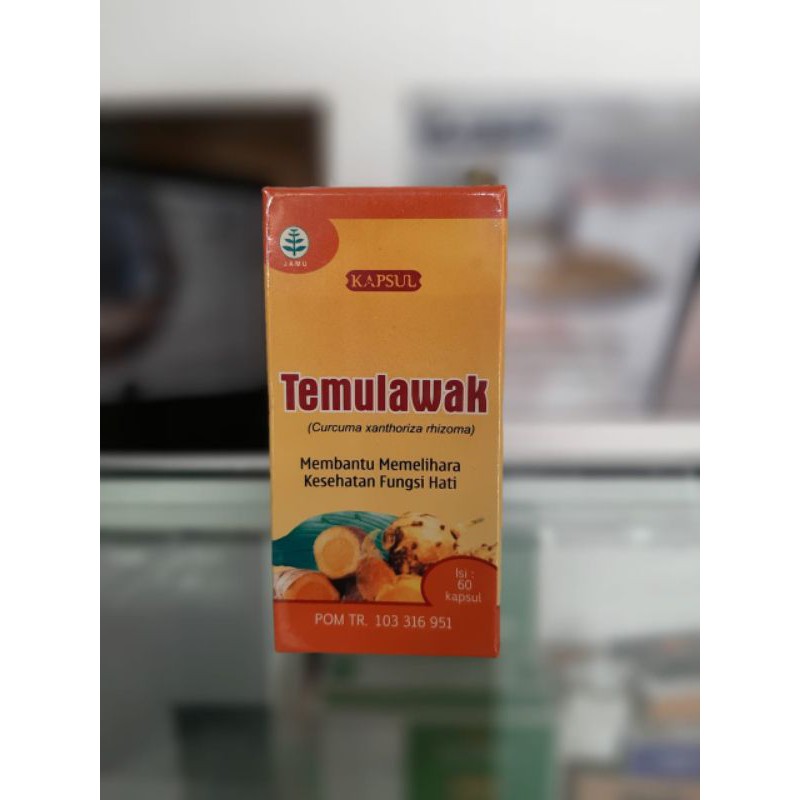 JAMU
KAPSUL
Temulawak
(Curcuma xanthoriza rhizoma)
Membantu Memelihara
Kesehatan Fungsi Hati
Isi :
60
kapsul
POM TR. 103 316 951